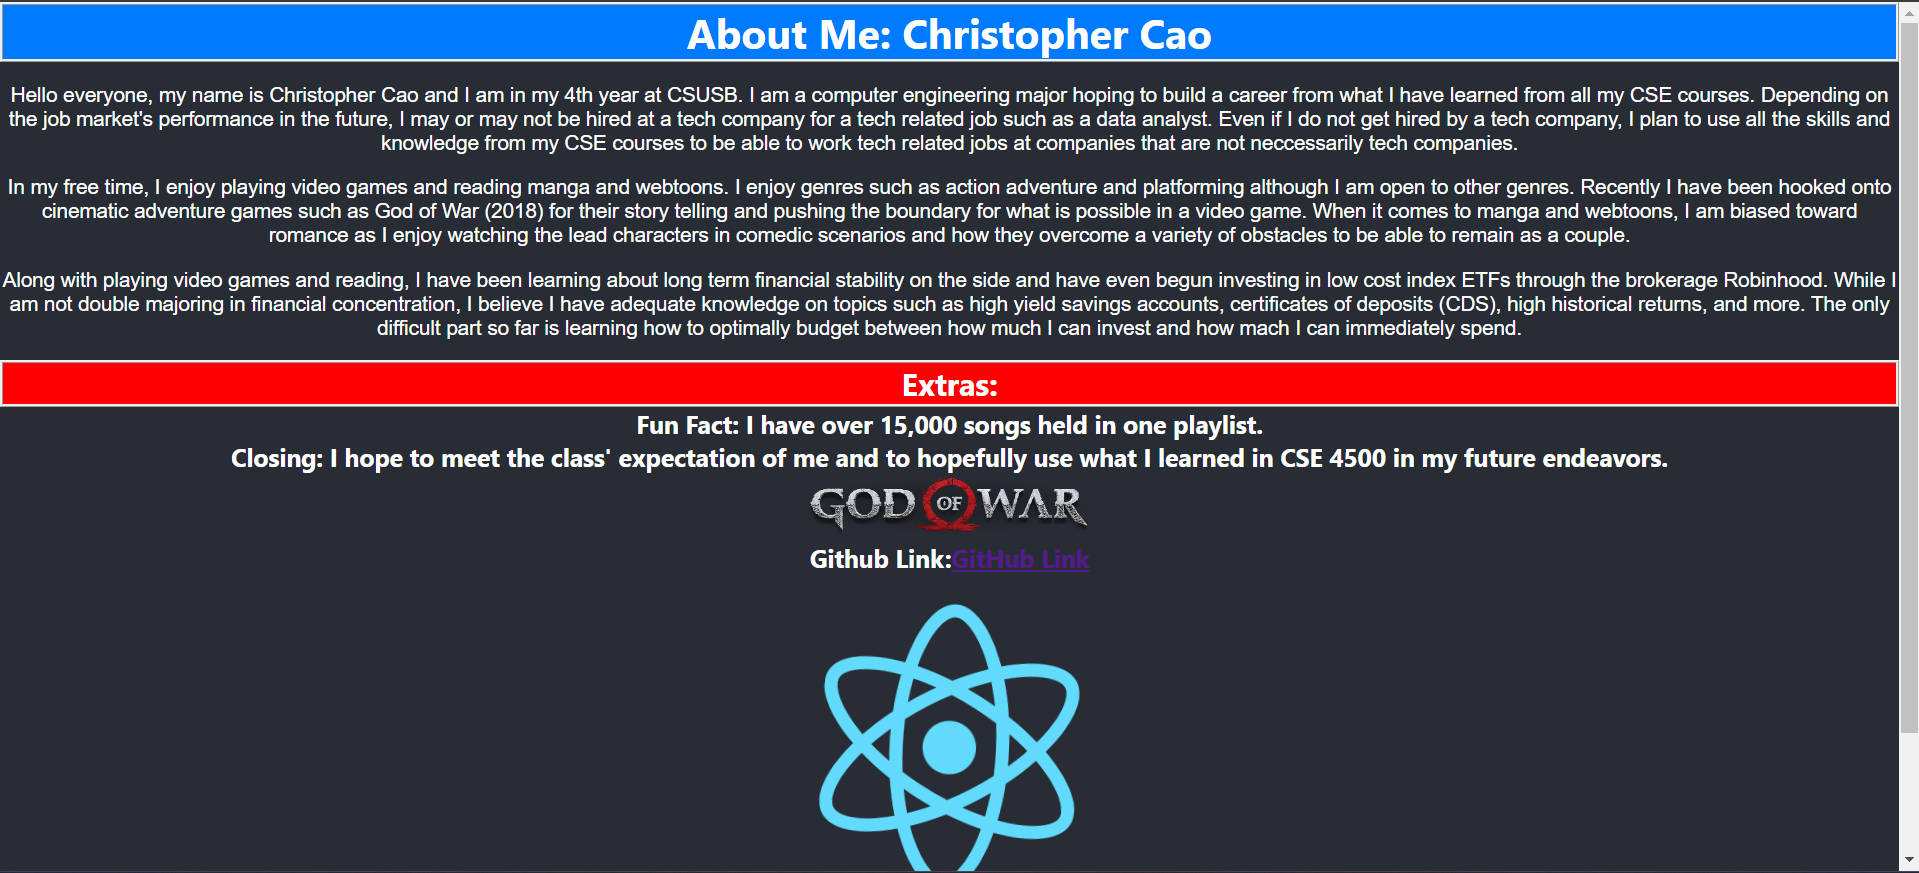 About Me: Christopher Cao
Hello everyone, my name is Christopher Cao and I am in my 4th year at CSUSB. I am a computer engineering major hoping to build a career from what I have learned from all my CSE courses. Depending on
the job market's performance in the future, I may or may not be hired at a tech company for a tech related job such as a data analyst. Even if I do not get hired by a tech company, I plan to use all the skills and
knowledge from my CSE courses to be able to work tech related jobs at companies that are not neccessarily tech companies.
In my free time, I enjoy playing video games and reading manga and webtoons. I enjoy genres such as action adventure and platforming although I am open to other genres. Recently I have been hooked onto
cinematic adventure games such as God of War (2018) for their story telling and pushing the boundary for what is possible in a video game. When it comes to manga and webtoons, I am biased toward
romance as I enjoy watching the lead characters in comedic scenarios and how they overcome a variety of obstacles to be able to remain as a couple.
Along with playing video games and reading, I have been learning about long term financial stability on the side and have even begun investing in low cost index ETFs through the brokerage Robinhood. While I
am not double majoring in financial concentration, I believe I have adequate knowledge on topics such as high yield savings accounts, certificates of deposits (CDS), high historical returns, and more. The only
difficult part so far is learning how to optimally budget between how much I can invest and how mach I can immediately spend.
Extras:
Fun Fact: I have over 15,000 songs held in one playlist.
Closing: I hope to meet the class' expectation of me and to hopefully use what I learned in CSE 4500 in my future endeavors.
GOD OF WAR
Github Link:GitHub Link